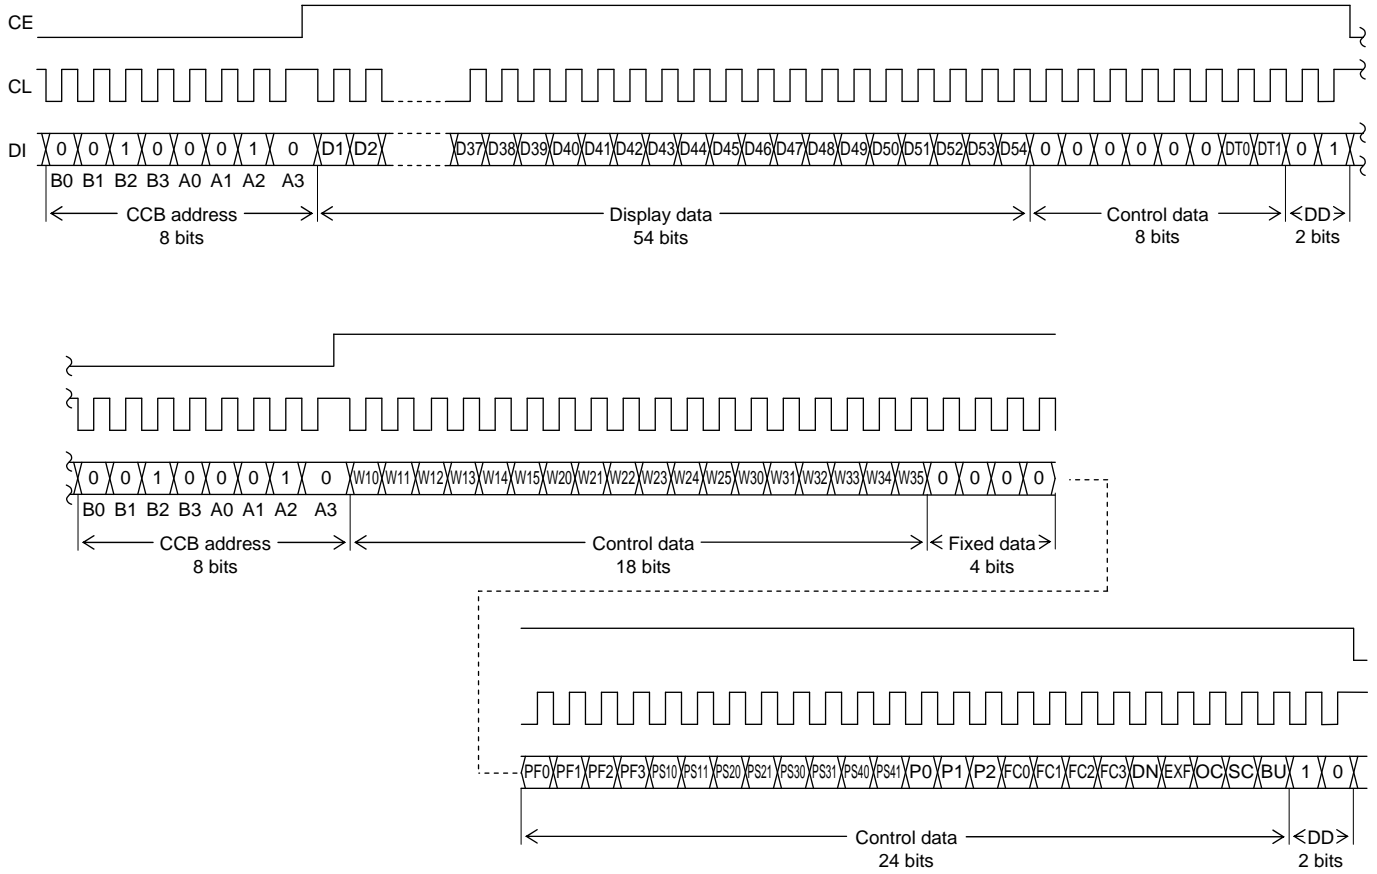 CE
CL
DI 0 0 1 0 0 0 1 0 D1 D2 D37 D38 D39 D40 D41 D42 D43 D44 D45 D46 D47 D48 D49 D50 D51 D52 D53 D54 0 0 0 0 0 0 DT0 DT1 0 1
B0 B1 B2 B3 A0 A1 A2 A3
CCB address Display data Control data DD
8 bits 54 bits 8 bits 2 bits
0 0 1 0 0 0 1 0 W10 W11 W12 W13 W14 W15 W20 W21 W22 W23 W24 W25 W30 W31 W32 W33 W34 W35 0 0 0 0
B0 B1 B2 B3 A0 A1 A2 A3
CCB address Control data Fixed data
8 bits 18 bits 4 bits
PF0 PF1 PF2 PF3 PS10 PS11 PS20 PS21 PS30 PS31 PS40 PS41 P0 P1 P2 FC0 FC1 FC2 FC3 DN EXF OC SC BU 1 0
Control data DD
24 bits 2 bits